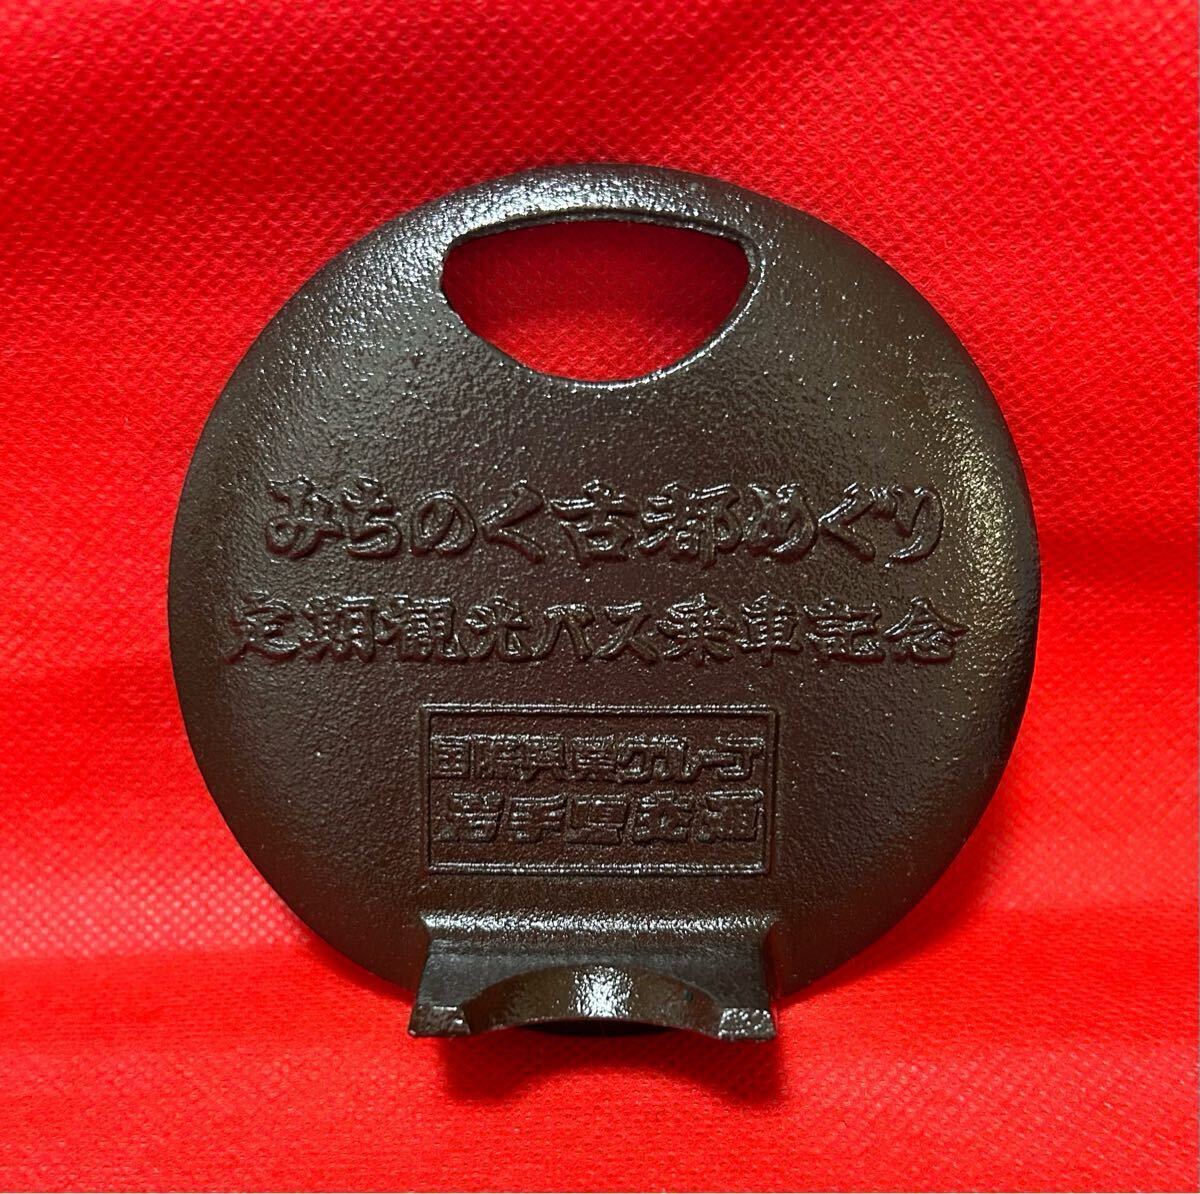 みちのく古都めぐり
定期観光バス乗車記念
国際興業グループ
岩手県交通